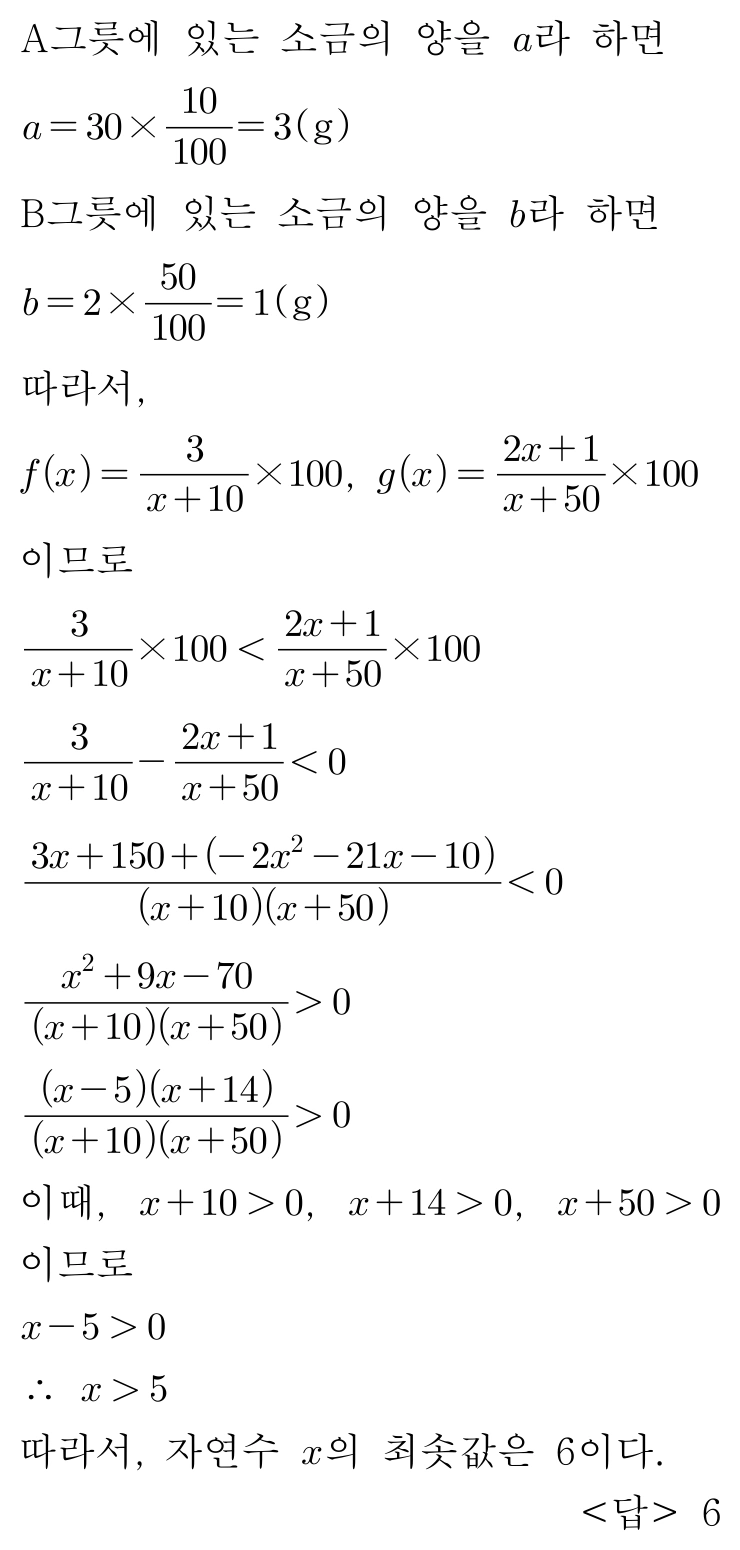 A그릇에 있는 소금의 양을 a라 하면
a=30×10/100=3(g)
B그릇에 있는 소금의 양을 b라 하면
b=2×50/100=1(g)
따라서,
f(x)=3/(x+10)×100, g(x)=(2x+1)/(x+50)×100
이므로
3/(x+10)×100<(2x+1)/(x+50)×100
3/(x+10)-(2x+1)/(x+50)<0
(3x+150+(-2x²-21x-10))/((x+10)(x+50))<0
(x²+9x-70)/((x+10)(x+50))>0
((x-5)(x+14))/((x+10)(x+50))>0
이때, x+10>0, x+14>0, x+50>0
이므로
x-5>0
∴ x>5
따라서, 자연수 x의 최솟값은 6이다.
<답> 6